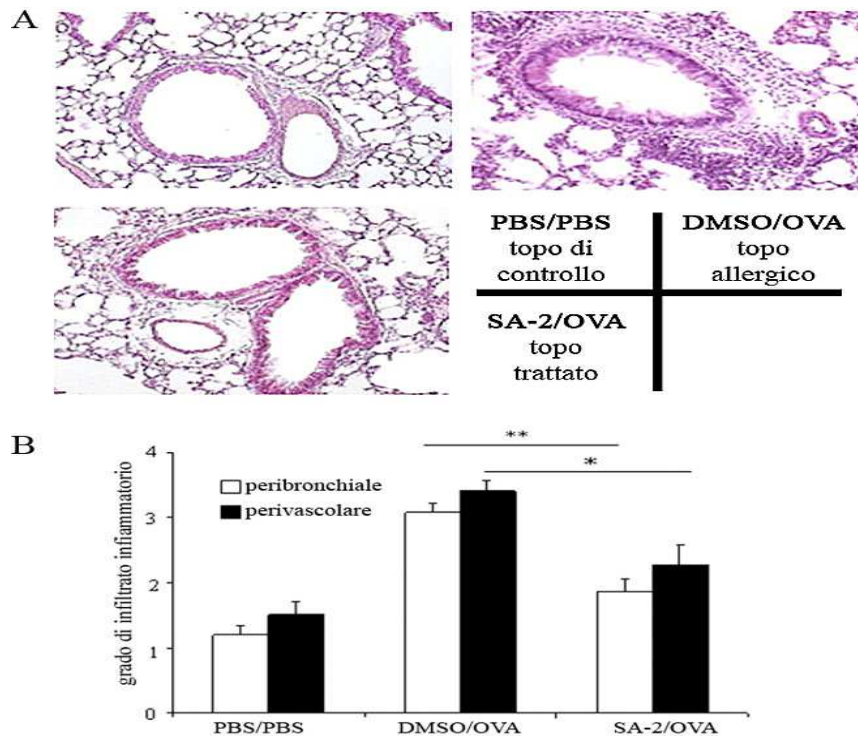 A
PBS/PBS
topo di
controllo
DMSO/OVA
topo
allergico
SA-2/OVA
topo
trattato
B
**
*
peribronchiale
perivascolare
grado di infiltrato infiammatorio
4
3
2
1
0
PBS/PBS
DMSO/OVA
SA-2/OVA